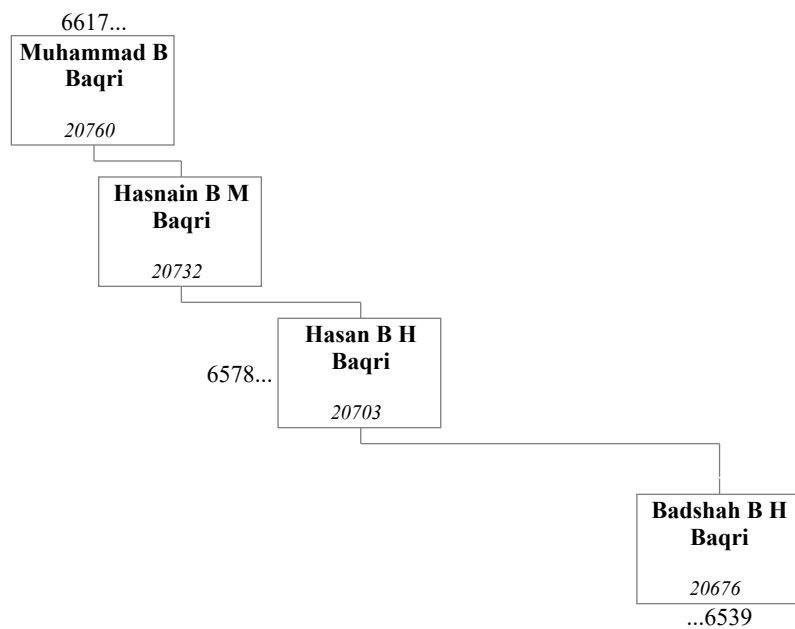 6617...
Muhammad B
Baqri
20760
Hasnain B M
Baqri
20732
Hasan B H
Baqri
6578...
20703
Badshah B H
Baqri
20676
...6539